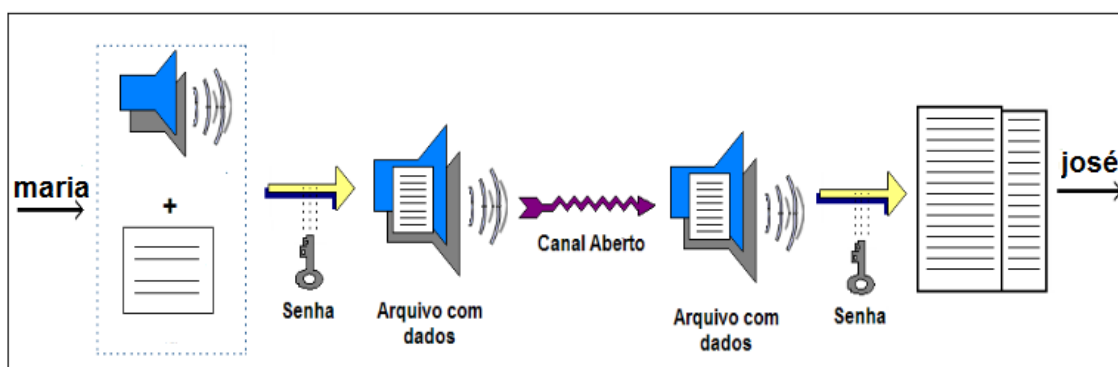 maria
+
Senha
Arquivo com
dados
Canal Aberto
Arquivo com
dados
Senha
josé